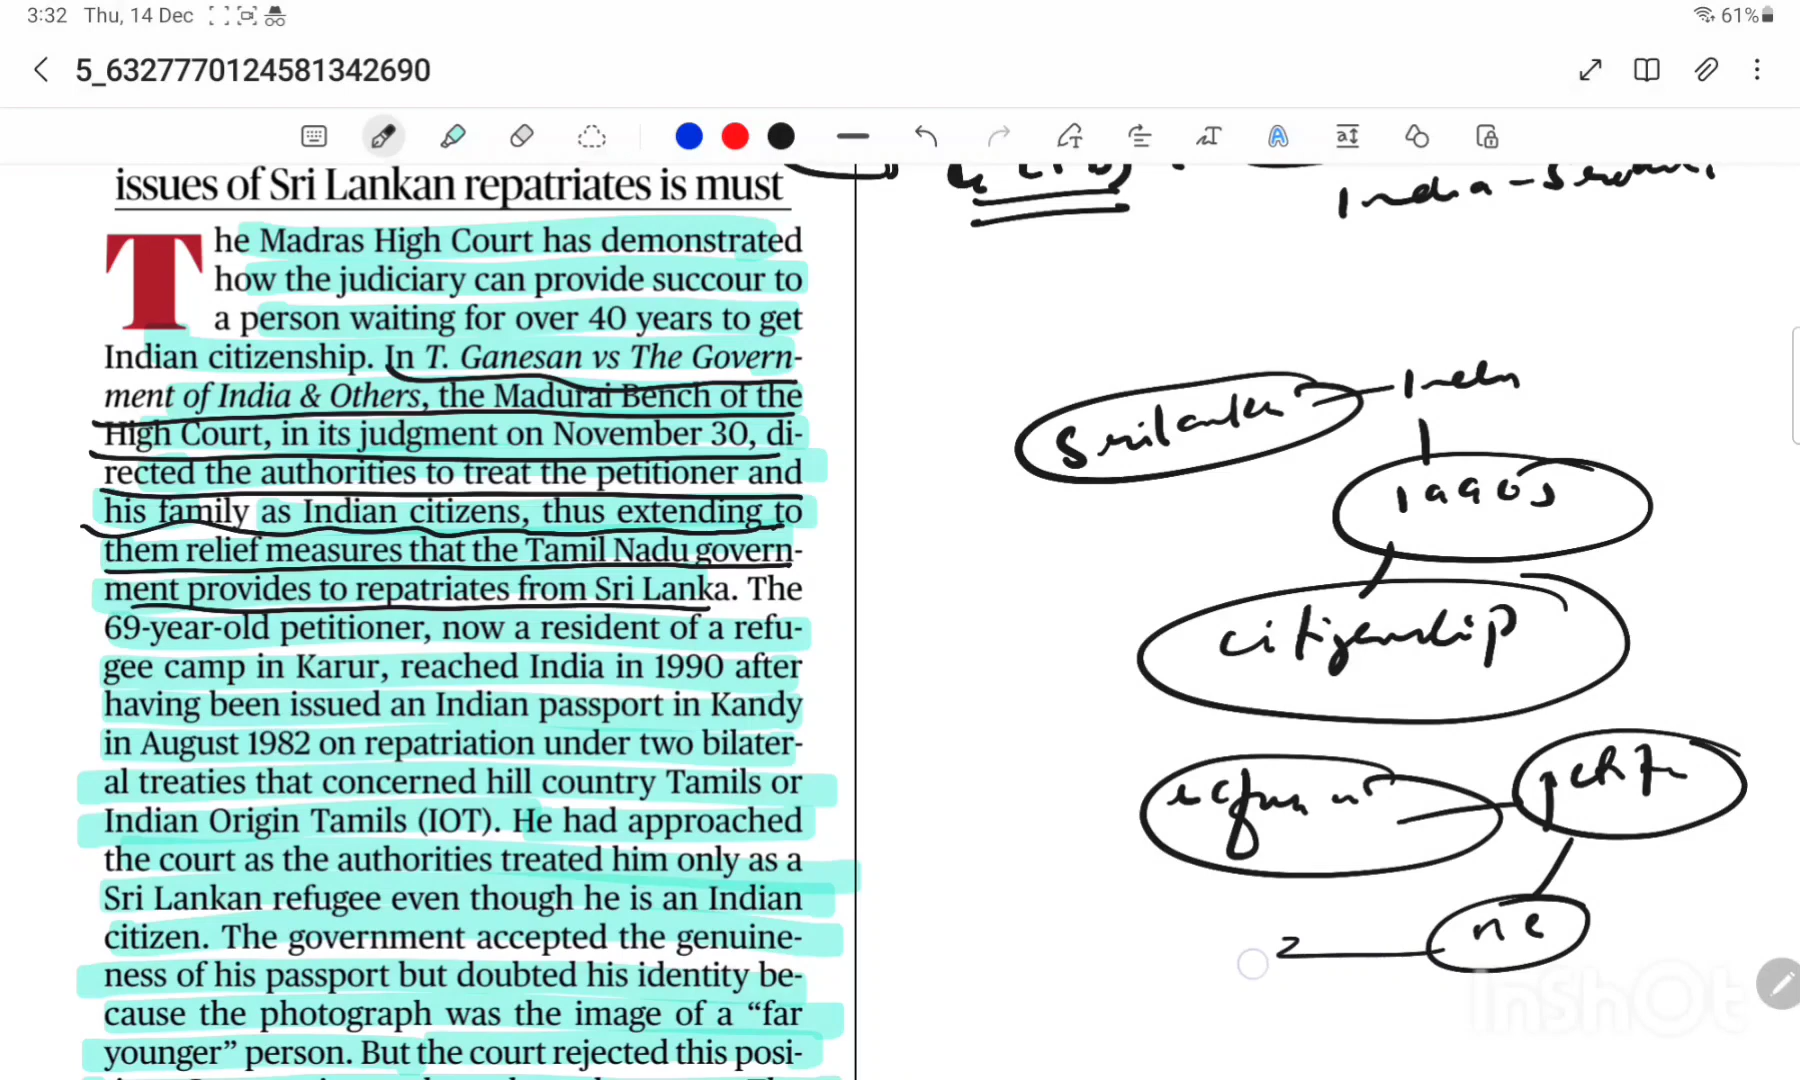 3:32 Thu, 14 Dec
61%
5_6327770124581342690
issues of Sri Lankan repatriates is must
The Madras High Court has demonstrated
how the judiciary can provide succour to
a person waiting for over 40 years to get
Indian citizenship. In T. Ganesan vs The Govern-
ment of India & Others, the Madurai Bench of the
High Court, in its judgment on November 30, di-
rected the authorities to treat the petitioner and
his family as Indian citizens, thus extending to
them relief measures that the Tamil Nadu govern-
ment provides to repatriates from Sri Lanka. The
69-year-old petitioner, now a resident of a refu-
gee camp in Karur, reached India in 1990 after
having been issued an Indian passport in Kandy
in August 1982 on repatriation under two bilater-
al treaties that concerned hill country Tamils or
Indian Origin Tamils (IOT). He had approached
the court as the authorities treated him only as a
Sri Lankan refugee even though he is an Indian
citizen. The government accepted the genuine-
ness of his passport but doubted his identity be-
cause the photograph was the image of a “far
younger” person. But the court rejected this posi-
India -
Srilanka
India
citizenship
InShOt